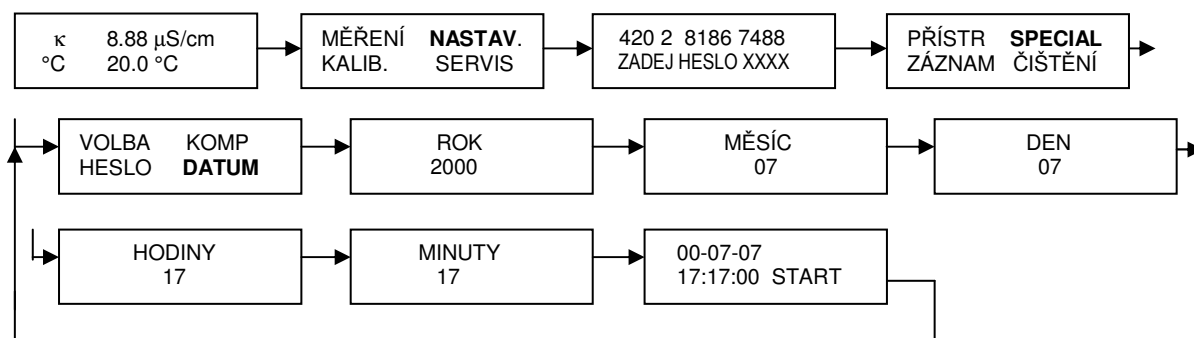 κ 8.88 µS/cm
°C 20.0 °C
MĚŘENÍ NASTAV.
KALIB. SERVIS
420 2 8186 7488
ZADEJ HESLO XXXX
PŘÍSTR SPECIAL
ZÁZNAM ČIŠTĚNÍ
VOLBA KOMP
HESLO DATUM
ROK
2000
MĚSÍC
07
DEN
07
HODINY
17
MINUTY
17
00-07-07
17:17:00 START